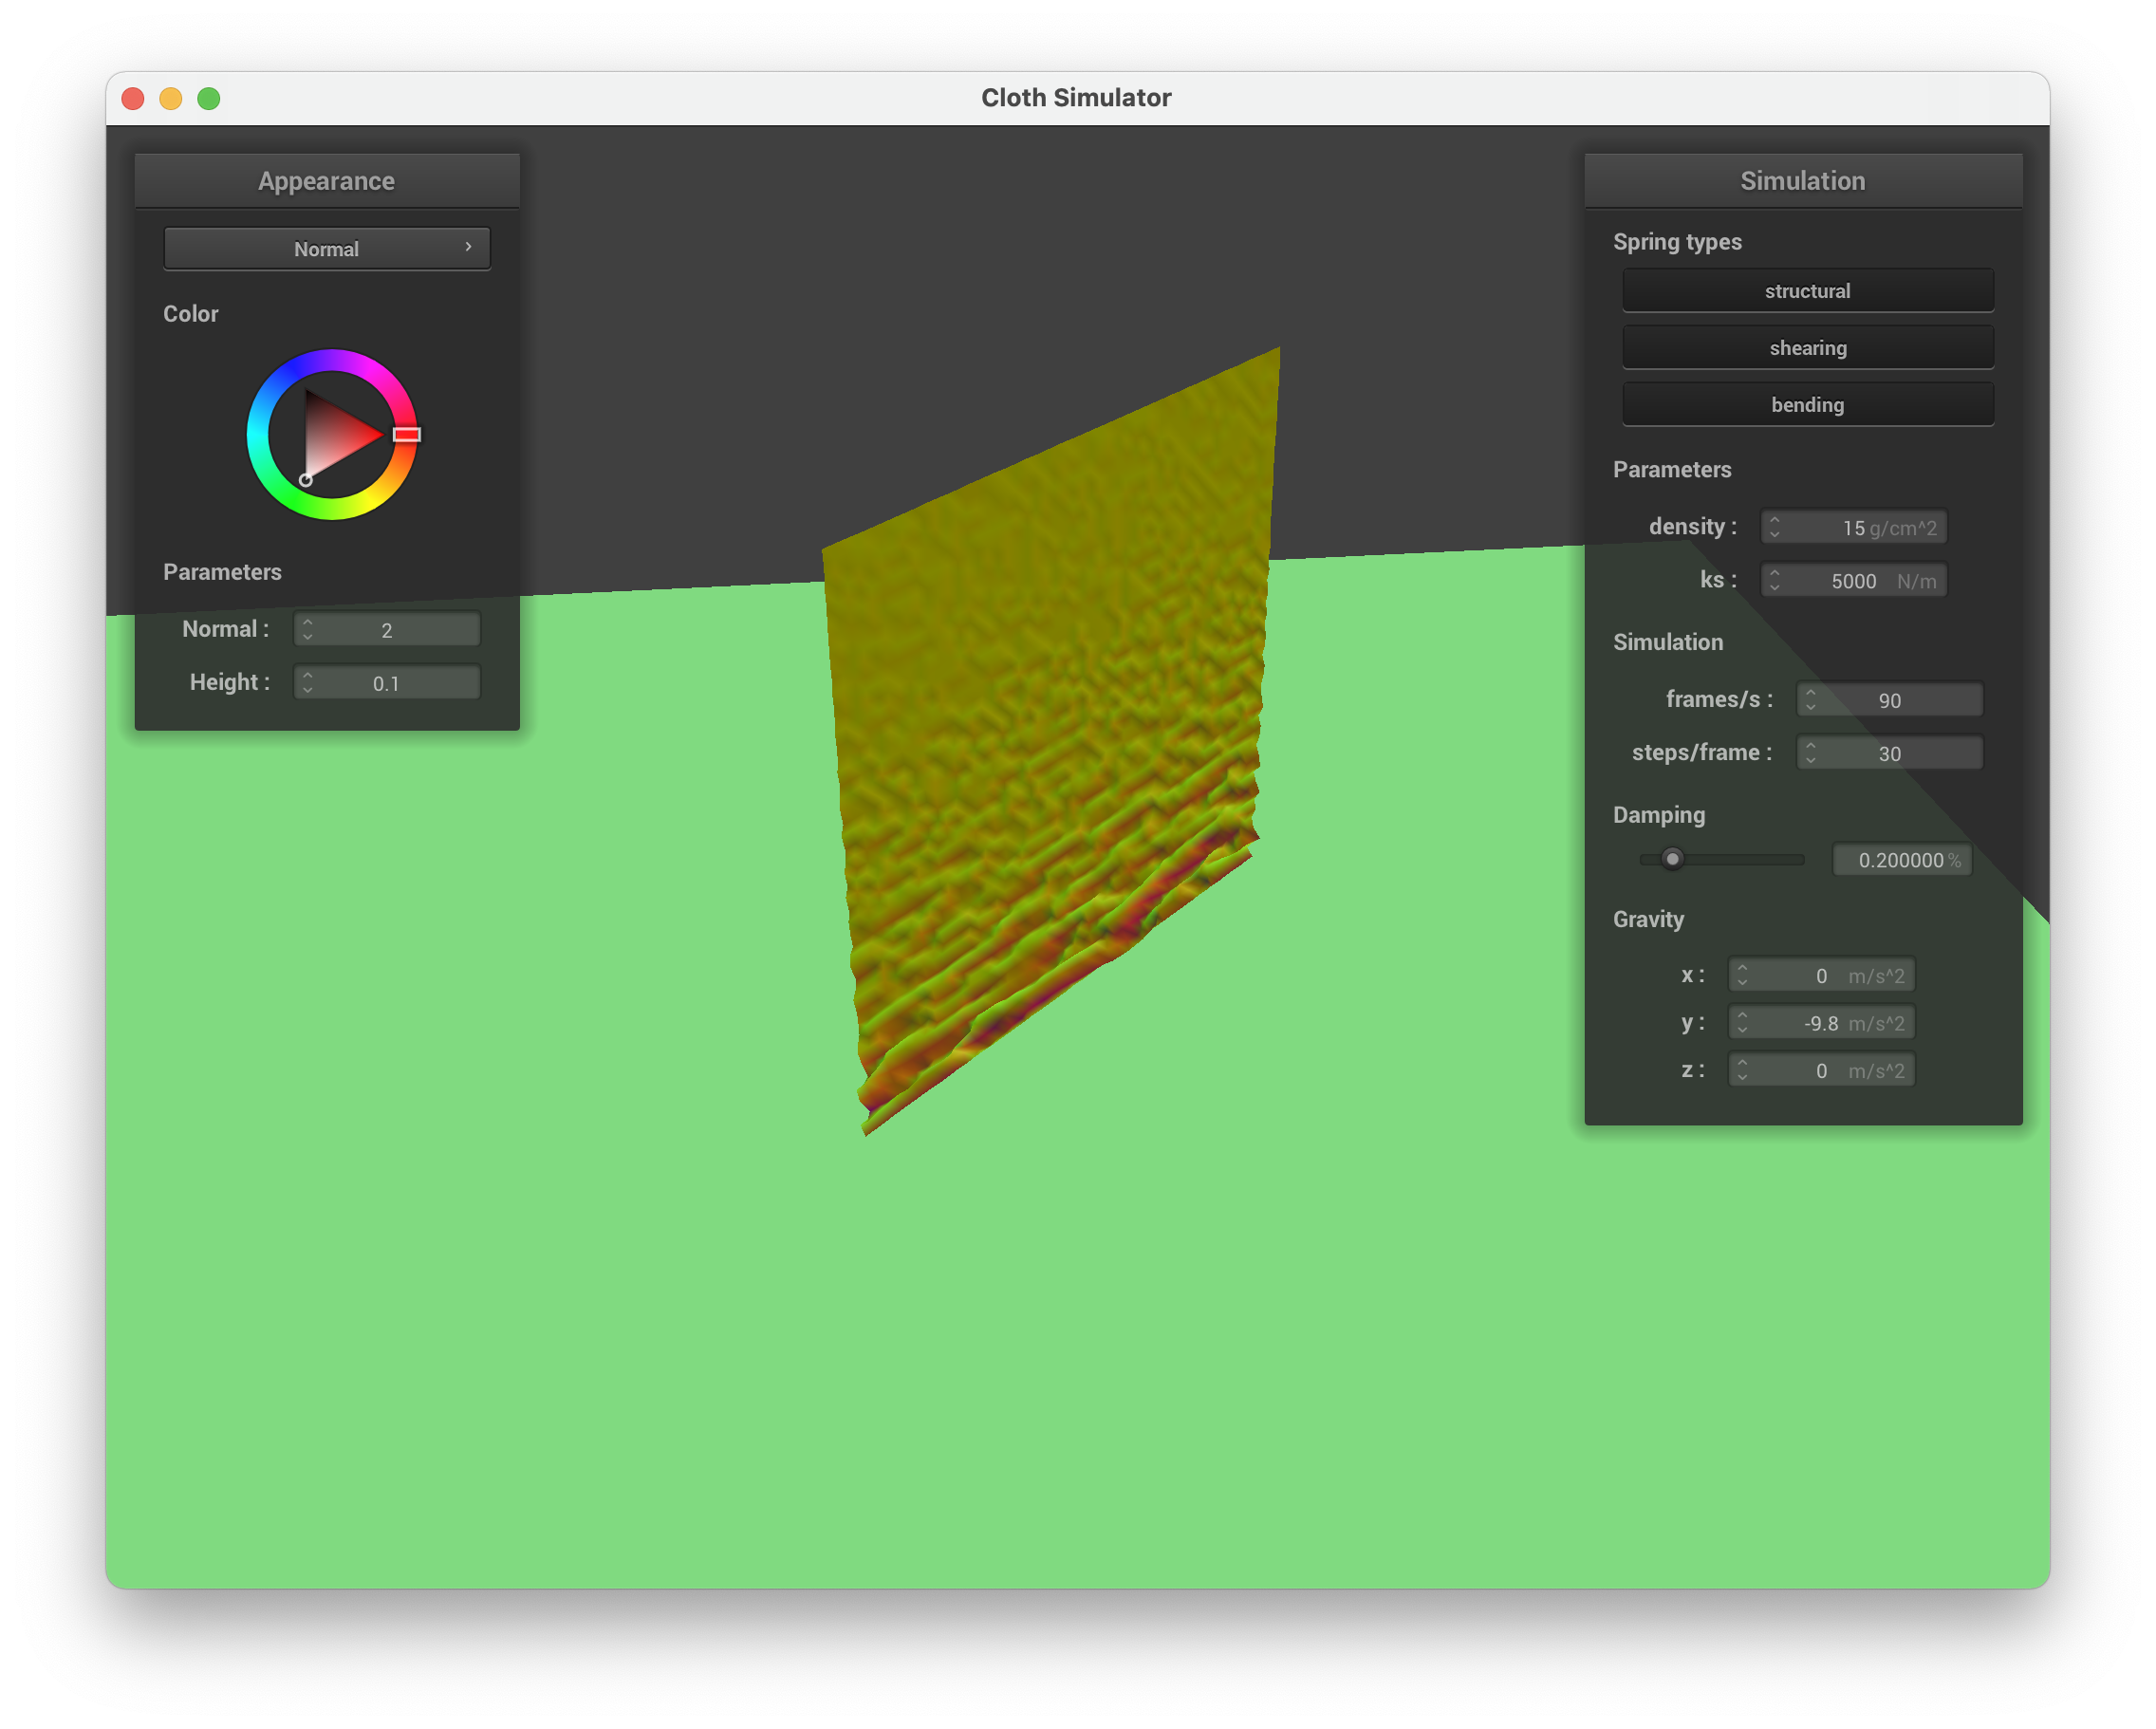 Cloth Simulator
Appearance
Normal
Color
Parameters
Normal : 2
Height : 0.1
Simulation
Spring types
structural
shearing
bending
Parameters
density : 15 g/cm^2
ks : 5000 N/m
Simulation
frames/s : 90
steps/frame : 30
Damping
0.200000 %
Gravity
x : 0 m/s^2
y : -9.8 m/s^2
z : 0 m/s^2